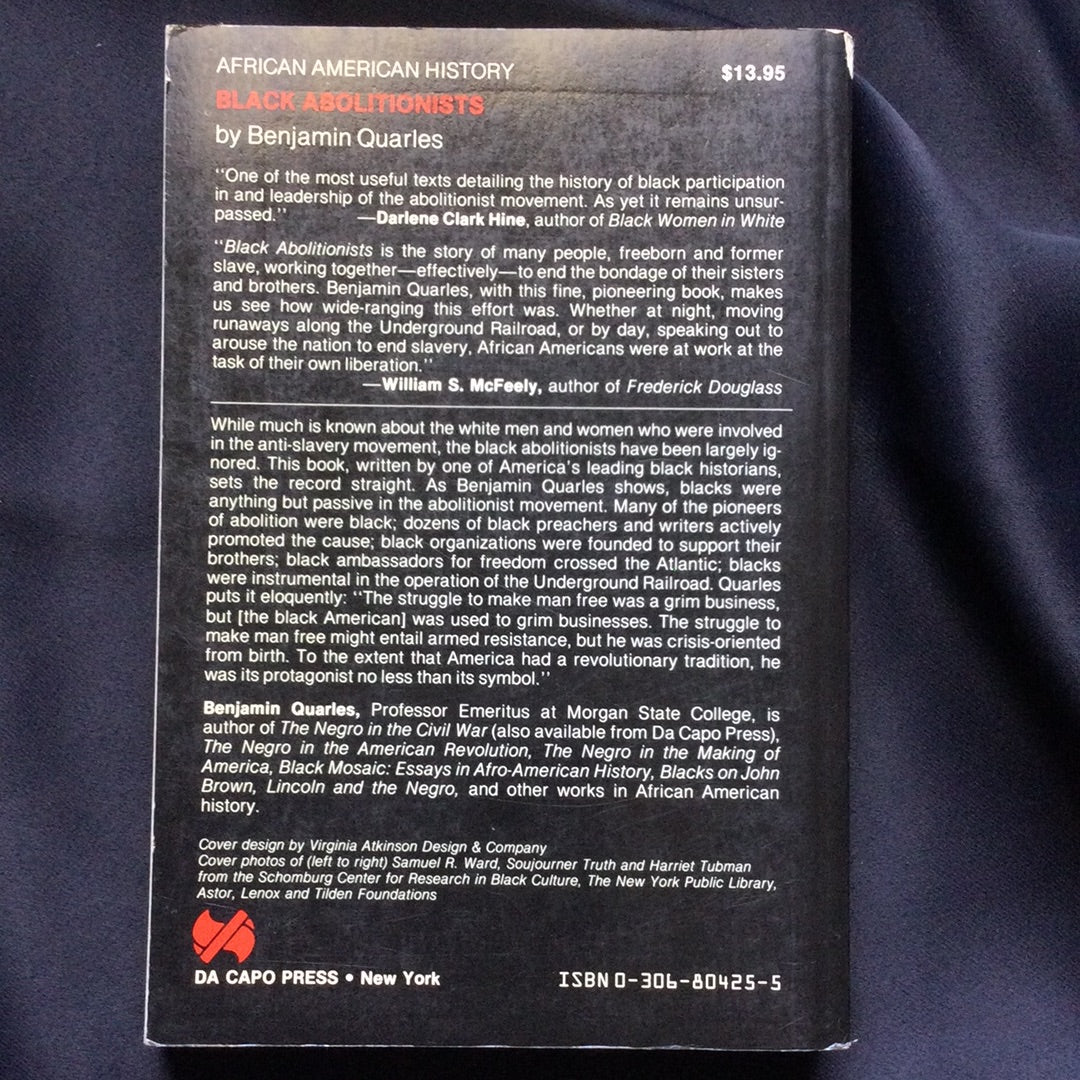 AFRICAN AMERICAN HISTORY $13.95
BLACK ABOLITIONISTS
by Benjamin Quarles
"One of the most useful texts detailing the history of black participation
in and leadership of the abolitionist movement. As yet it remains unsur-
passed." —Darlene Clark Hine, author of Black Women in White
"Black Abolitionists is the story of many people, freeborn and former
slave, working together—effectively—to end the bondage of their sisters
and brothers. Benjamin Quarles, with this fine, pioneering book, makes
us see how wide-ranging this effort was. Whether at night, moving
runaways along the Underground Railroad, or by day, speaking out to
arouse the nation to end slavery, African Americans were at work at the
task of their own liberation."
—William S. McFeely, author of Frederick Douglass
While much is known about the white men and women who were involved
in the anti-slavery movement, the black abolitionists have been largely ig-
nored. This book, written by one of America's leading black historians,
sets the record straight. As Benjamin Quarles shows, blacks were
anything but passive in the abolitionist movement. Many of the pioneers
of abolition were black; dozens of black preachers and writers actively
promoted the cause; black organizations were founded to support their
brothers; black ambassadors for freedom crossed the Atlantic; blacks
were instrumental in the operation of the Underground Railroad. Quarles
puts it eloquently: "The struggle to make man free was a grim business,
but [the black American] was used to grim businesses. The struggle to
make man free might entail armed resistance, but he was crisis-oriented
from birth. To the extent that America had a revolutionary tradition, he
was its protagonist no less than its symbol."
Benjamin Quarles, Professor Emeritus at Morgan State College, is
author of The Negro in the Civil War (also available from Da Capo Press),
The Negro in the American Revolution, The Negro in the Making of
America, Black Mosaic: Essays in Afro-American History, Blacks on John
Brown, Lincoln and the Negro, and other works in African American
history.
Cover design by Virginia Atkinson Design & Company
Cover photos of (left to right) Samuel R. Ward, Soujourner Truth and Harriet Tubman
from the Schomburg Center for Research in Black Culture, The New York Public Library,
Astor, Lenox and Tilden Foundations
DA CAPO PRESS • New York ISBN 0-306-80425-5